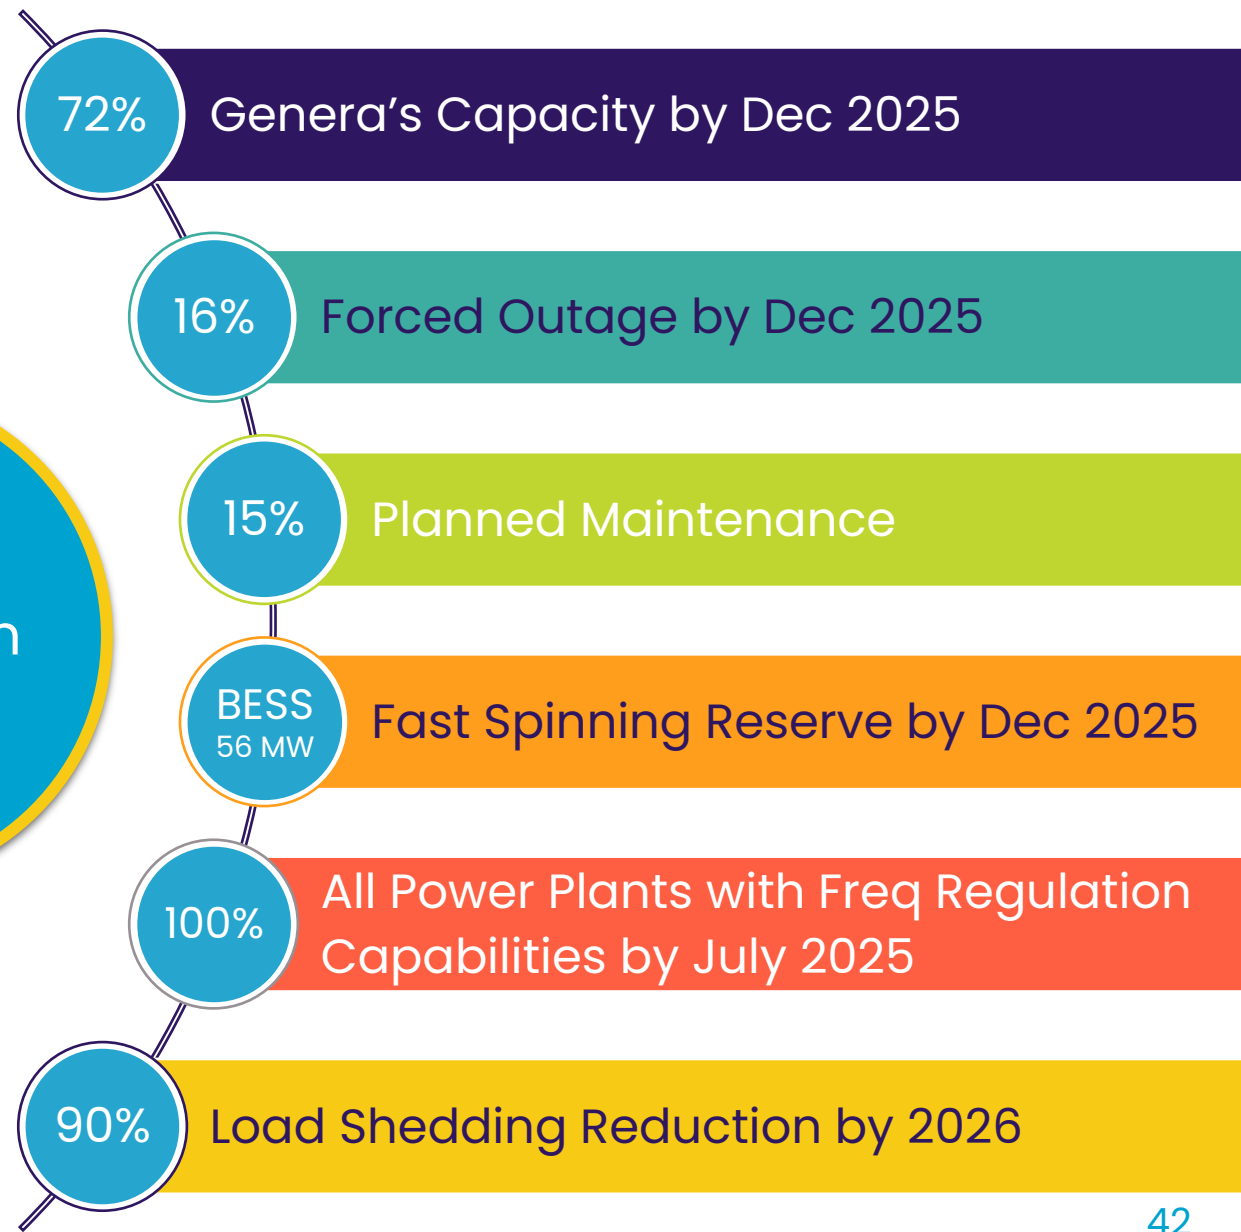 72%
Genera’s Capacity by Dec 2025
16%
Forced Outage by Dec 2025
15%
Planned Maintenance
BESS
56 MW
Fast Spinning Reserve by Dec 2025
100%
All Power Plants with Freq Regulation
Capabilities by July 2025
90%
Load Shedding Reduction by 2026
42